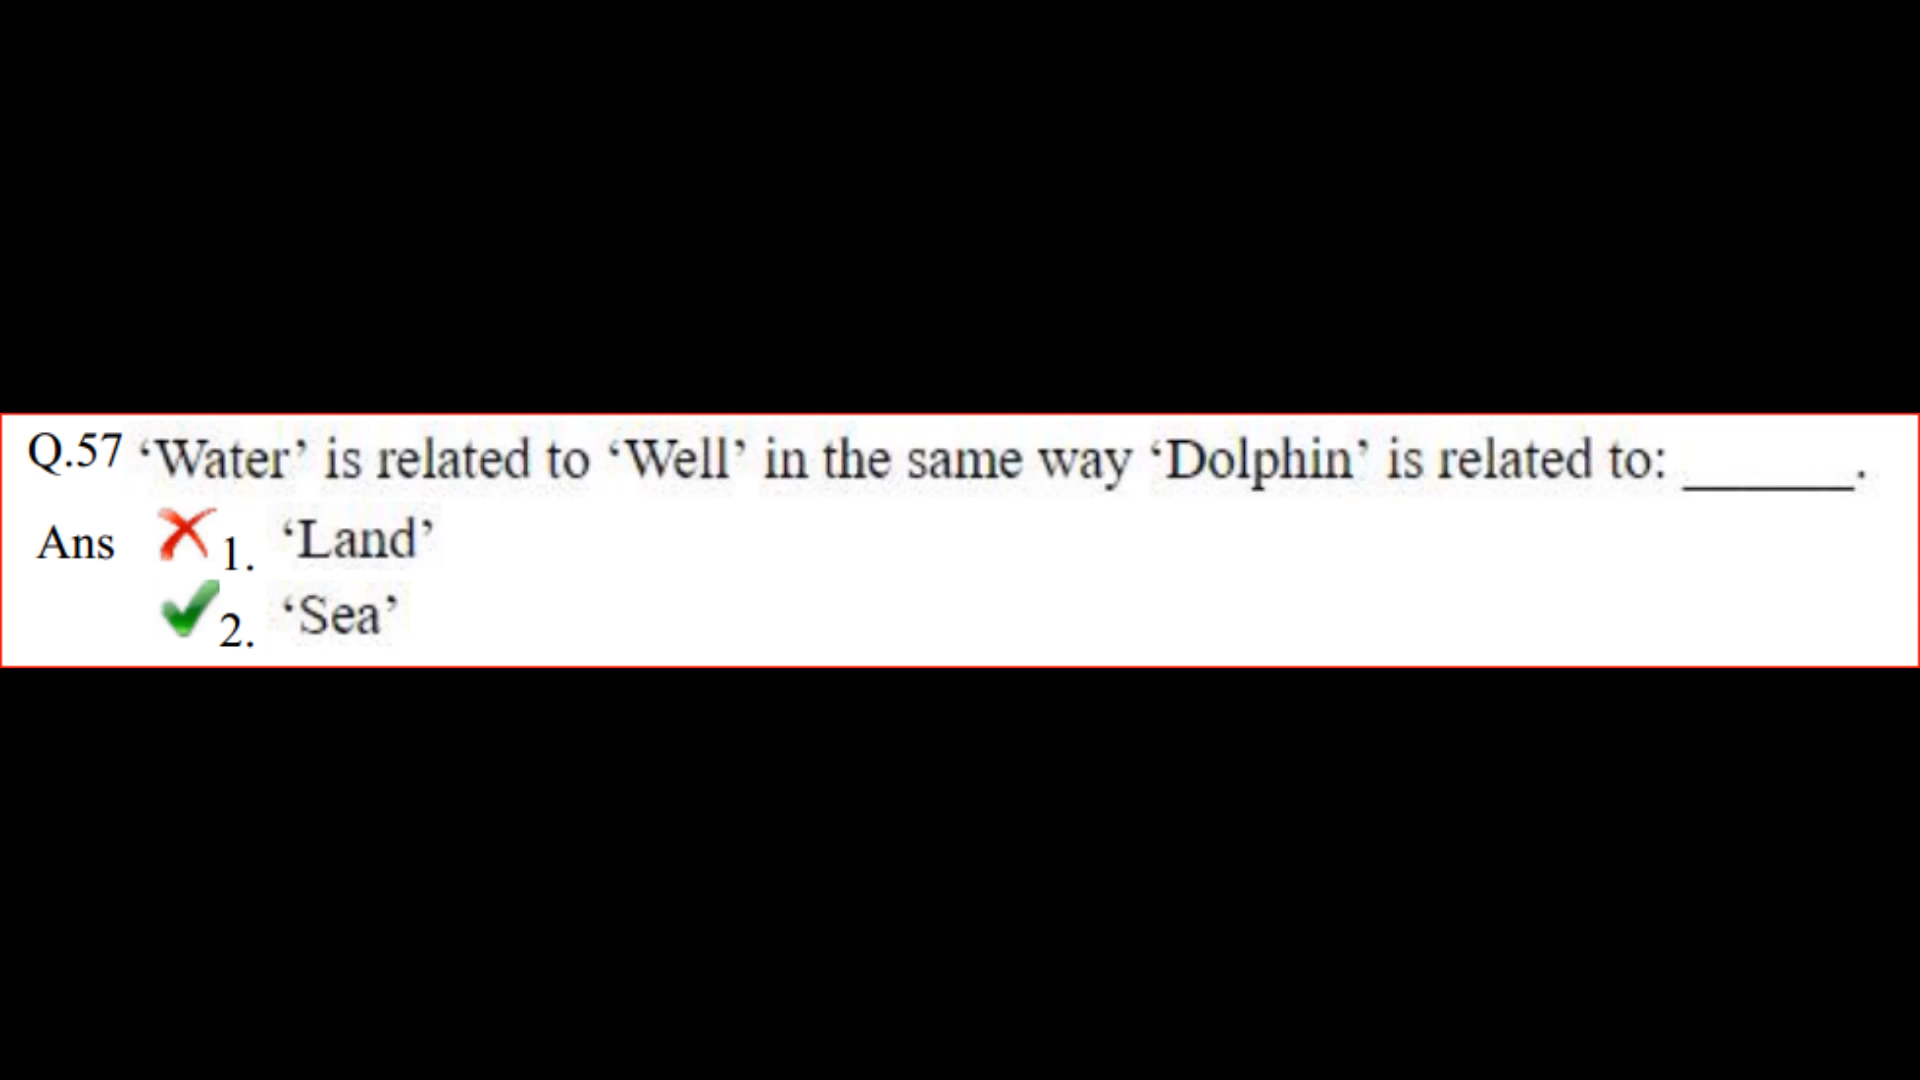 Q.57 ‘Water’ is related to ‘Well’ in the same way ‘Dolphin’ is related to: ______.
Ans 1. ‘Land’
2. ‘Sea’